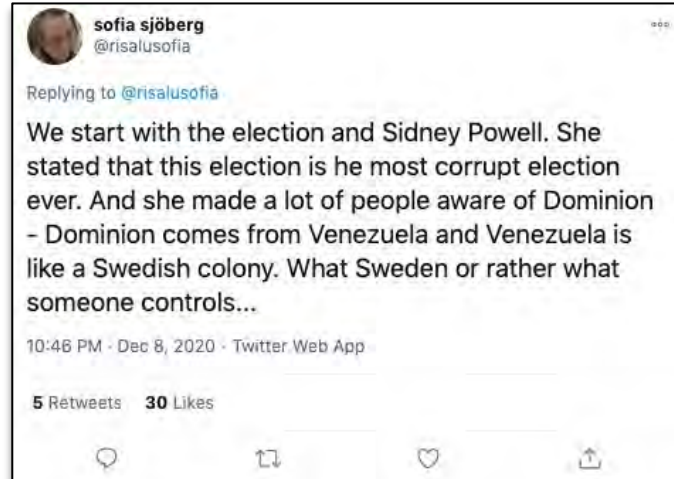 sofia sjöberg
@risalusofia
Replying to @risalusofia
We start with the election and Sidney Powell. She
stated that this election is he most corrupt election
ever. And she made a lot of people aware of Dominion
- Dominion comes from Venezuela and Venezuela is
like a Swedish colony. What Sweden or rather what
someone controls...
10:46 PM · Dec 8, 2020 · Twitter Web App
5 Retweets 30 Likes